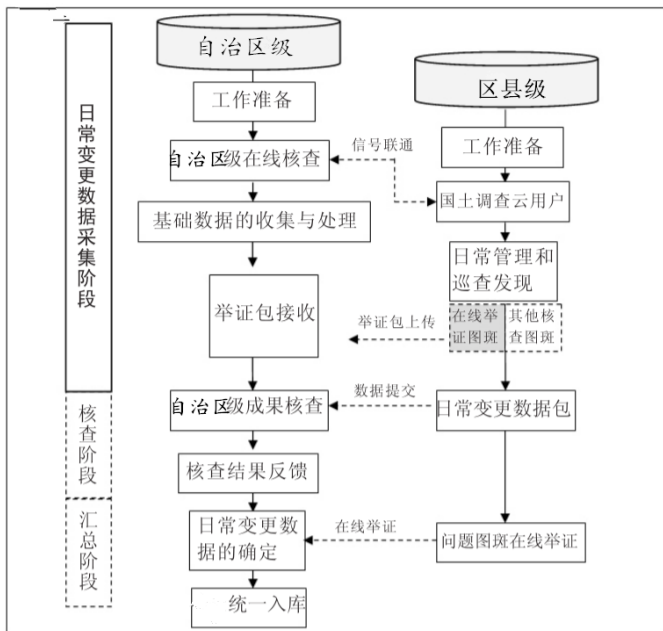 自治区级
区县级
日常变更数据采集阶段
工作准备
工作准备
自治区级在线核查
信号联通
国土调查云用户
基础数据的收集与处理
日常管理和
巡查发现
举证包接收
举证包上传
在线举
证图斑
其他核
查图斑
核查阶段
自治区级成果核查
数据提交
日常变更数据包
核查结果反馈
汇总阶段
日常变更数
据的确定
在线举证
问题图斑在线举证
统一入库